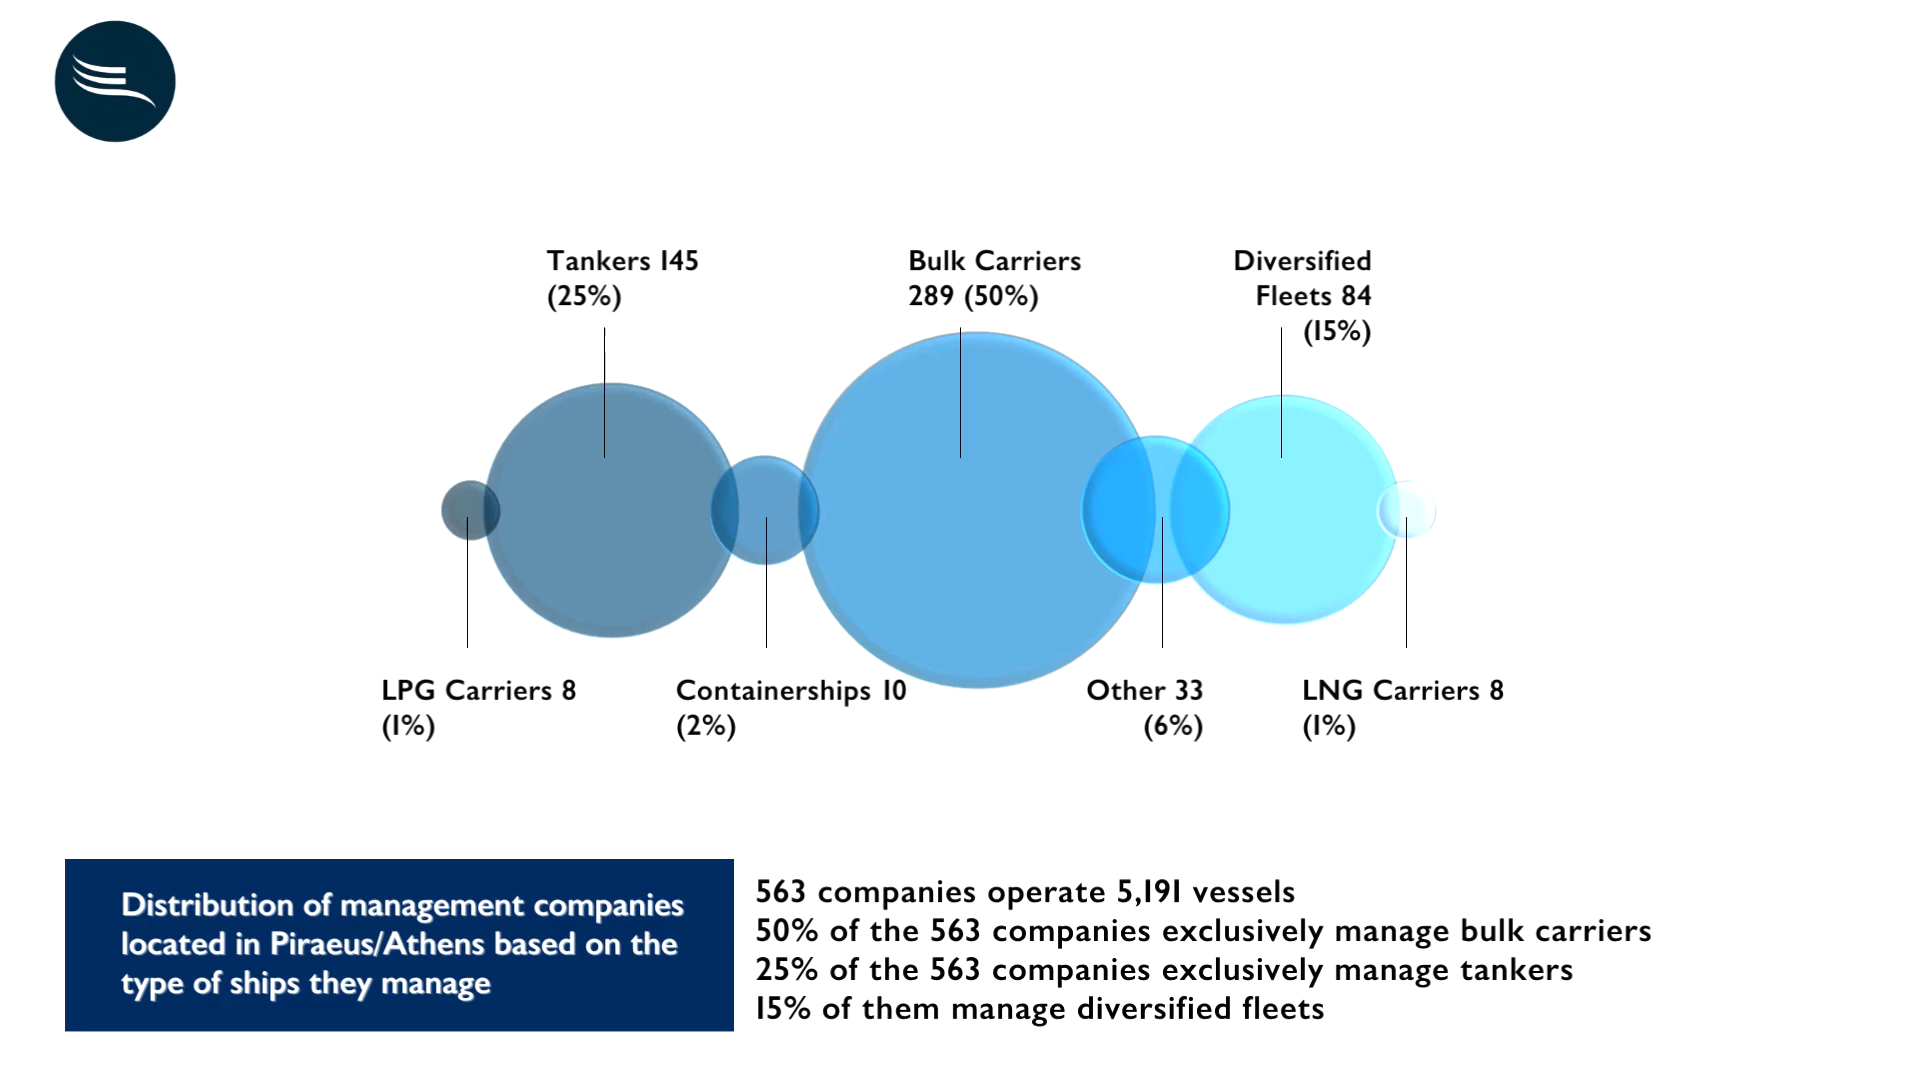 Tankers 145
(25%)
Bulk Carriers
289 (50%)
Diversified
Fleets 84
(15%)
LPG Carriers 8
(1%)
Containerships 10
(2%)
Other 33
(6%)
LNG Carriers 8
(1%)
Distribution of management companies
located in Piraeus/Athens based on the
type of ships they manage
563 companies operate 5,191 vessels
50% of the 563 companies exclusively manage bulk carriers
25% of the 563 companies exclusively manage tankers
15% of them manage diversified fleets